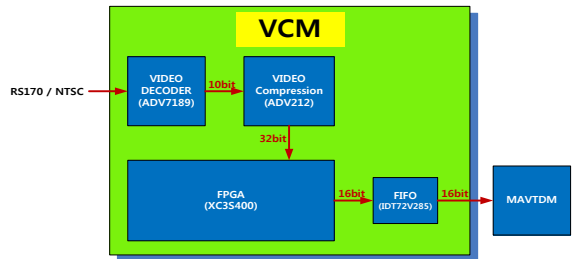 VCM
RS170 / NTSC
VIDEO
DECODER
(ADV7189)
10bit
VIDEO
Compression
(ADV212)
32bit
FPGA
(XC3S400)
16bit
FIFO
(IDT72V285)
16bit
MAVTDM